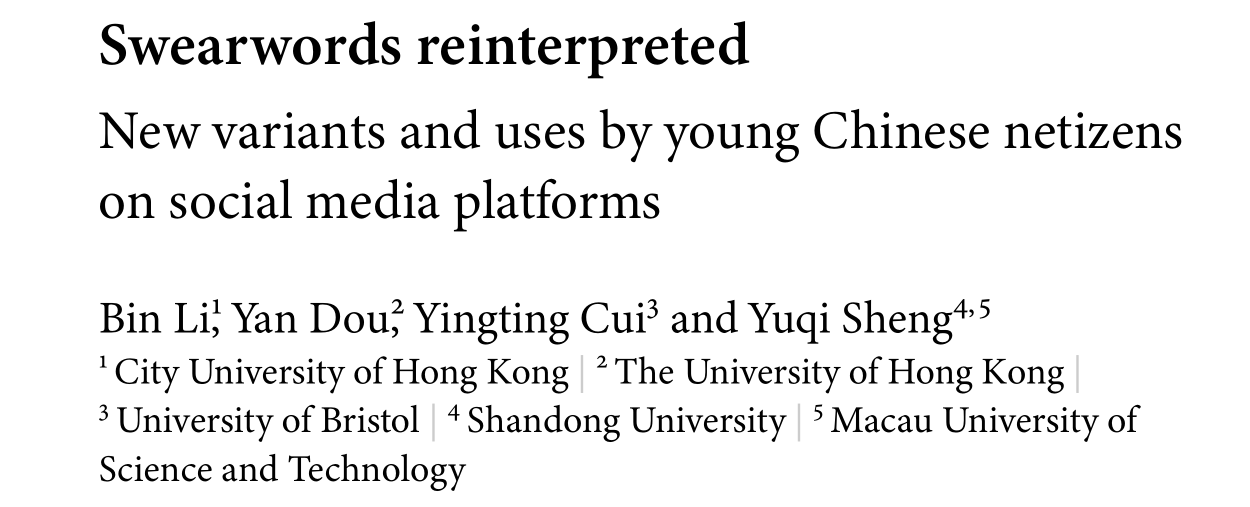 Swearwords reinterpreted
New variants and uses by young Chinese netizens
on social media platforms
Bin Li,¹ Yan Dou,² Yingting Cui³ and Yuqi Sheng⁴,⁵
¹ City University of Hong Kong | ² The University of Hong Kong |
³ University of Bristol | ⁴ Shandong University | ⁵ Macau University of
Science and Technology